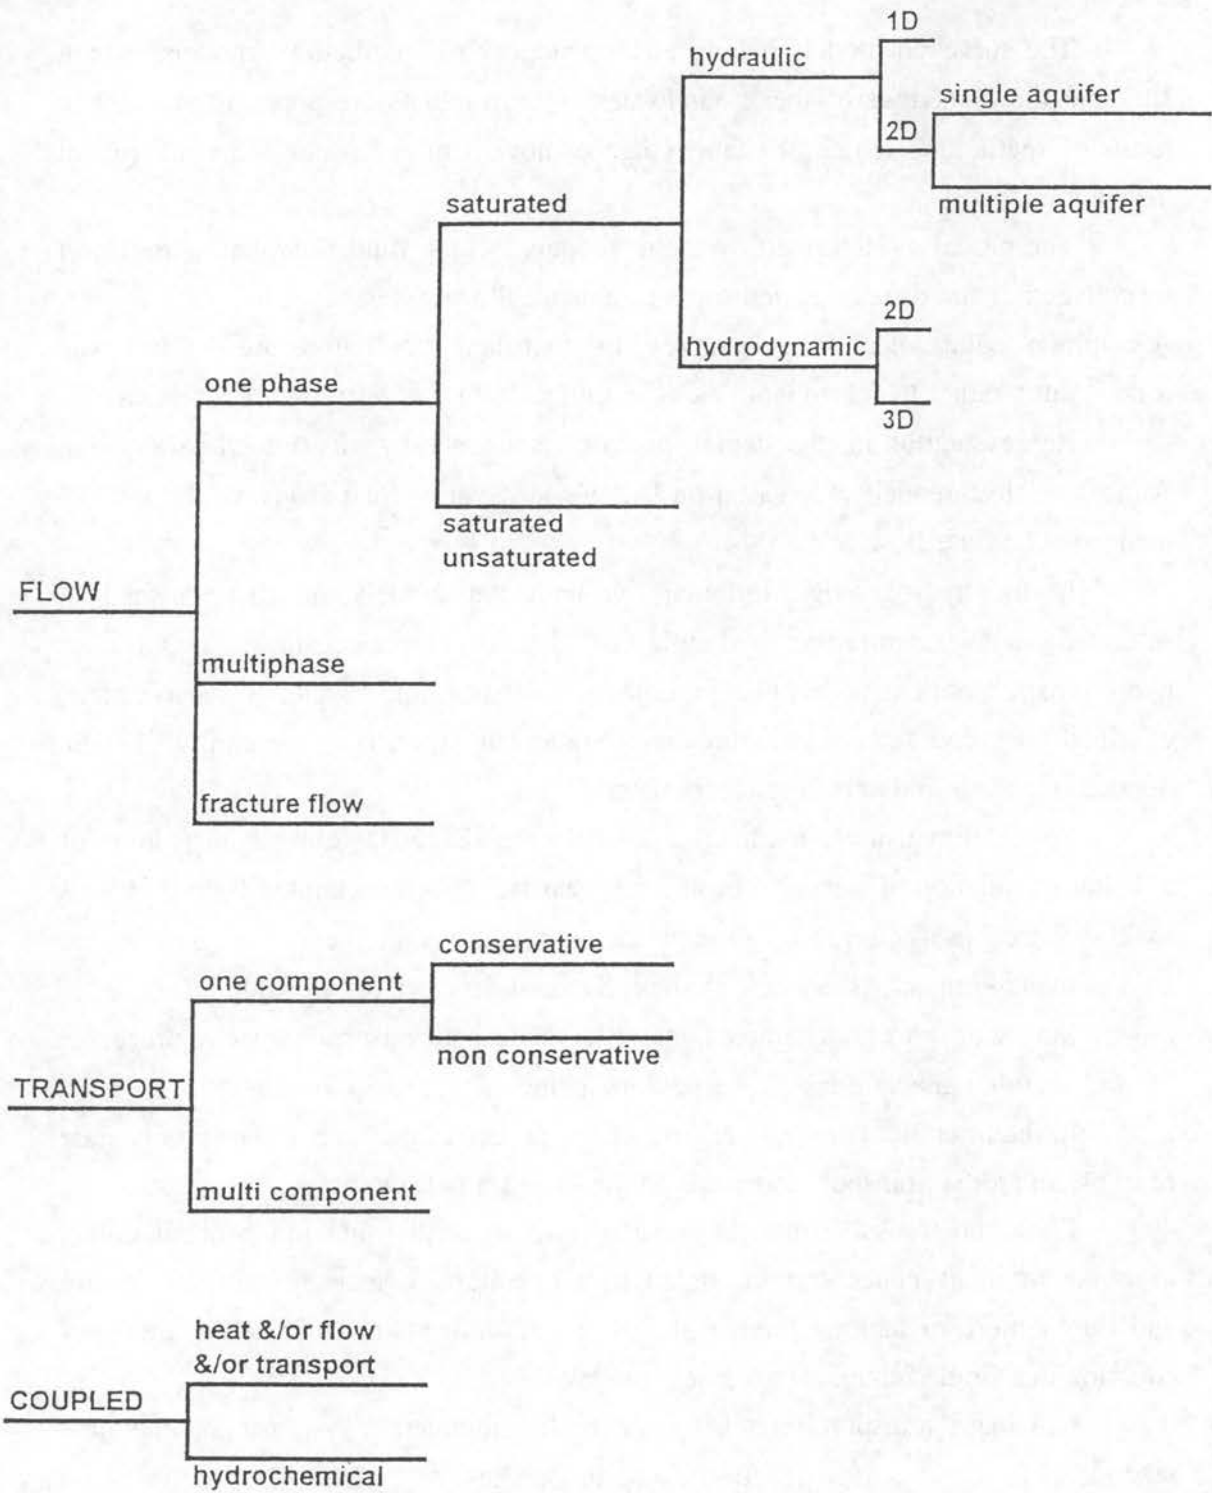 1D
hydraulic
single aquifer
2D
saturated
multiple aquifer
2D
hydrodynamic
one phase
3D
saturated
unsaturated
FLOW
multiphase
fracture flow
conservative
one component
non conservative
TRANSPORT
multi component
heat &/or flow
&/or transport
COUPLED
hydrochemical